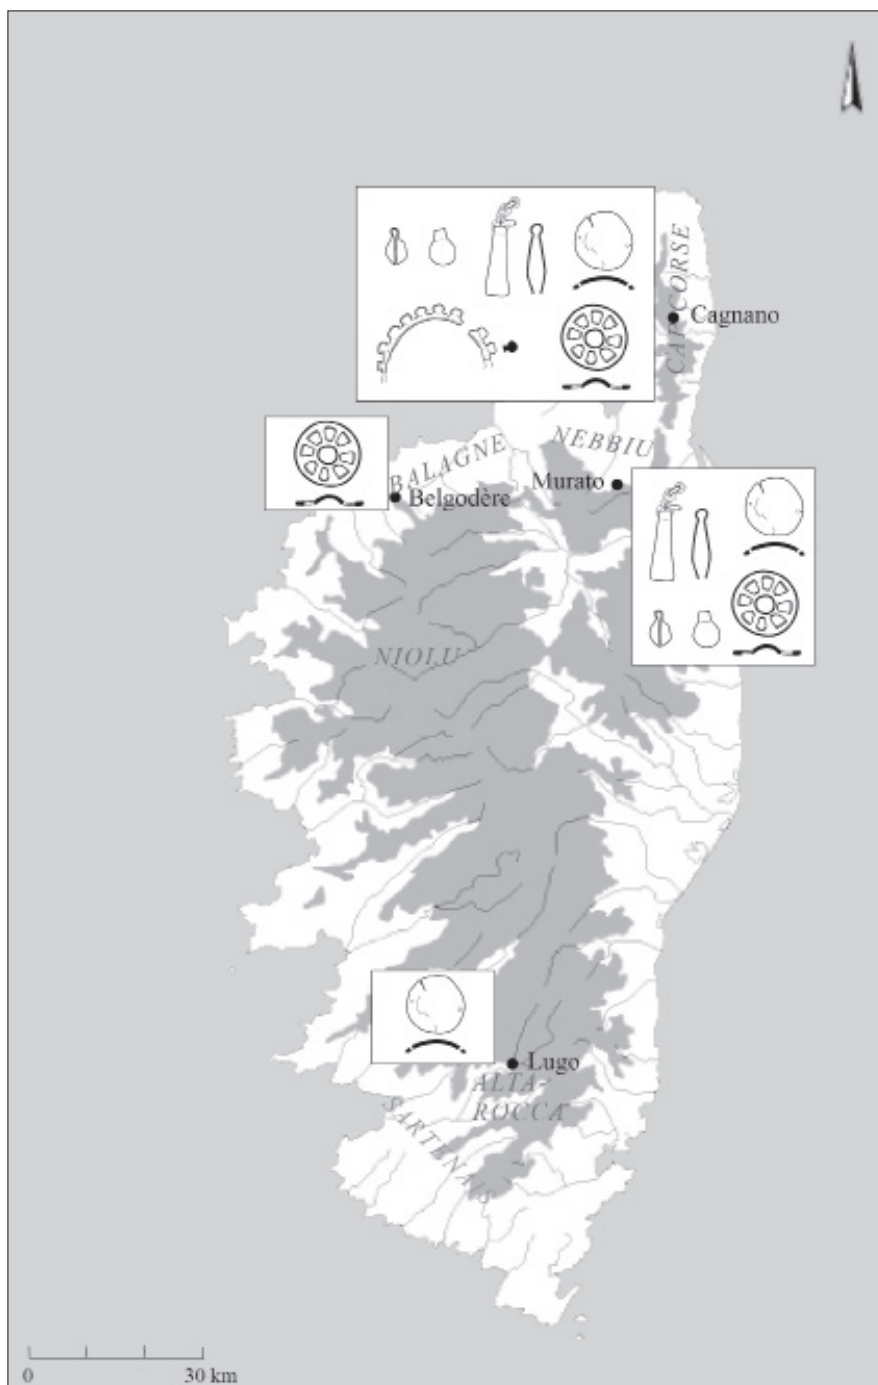 CAP CORSE
Cagnano
NEBBIU
BALAGNE
Murato
Belgodère
NIOLU
Lugo
ALTA-
ROCCA
SARTENAIS
0 30 km